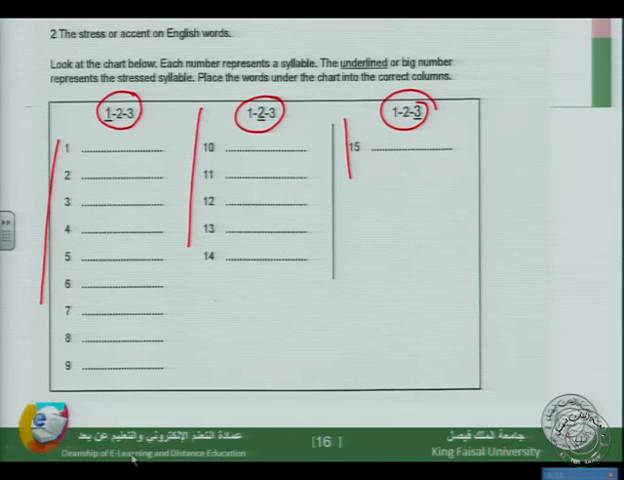 2 The stress or accent on English words.
Look at the chart below. Each number represents a syllable. The underlined or big number
represents the stressed syllable. Place the words under the chart into the correct columns.
1-2-3 1-2-3 1-2-3
1 10 15
2 11
3 12
4 13
5 14
6
7
8
9
عمادة التعلم الإلكتروني والتعليم عن بعد
Deanship of E-Learning and Distance Education
[16]
جامعة الملك فيصل
King Faisal University